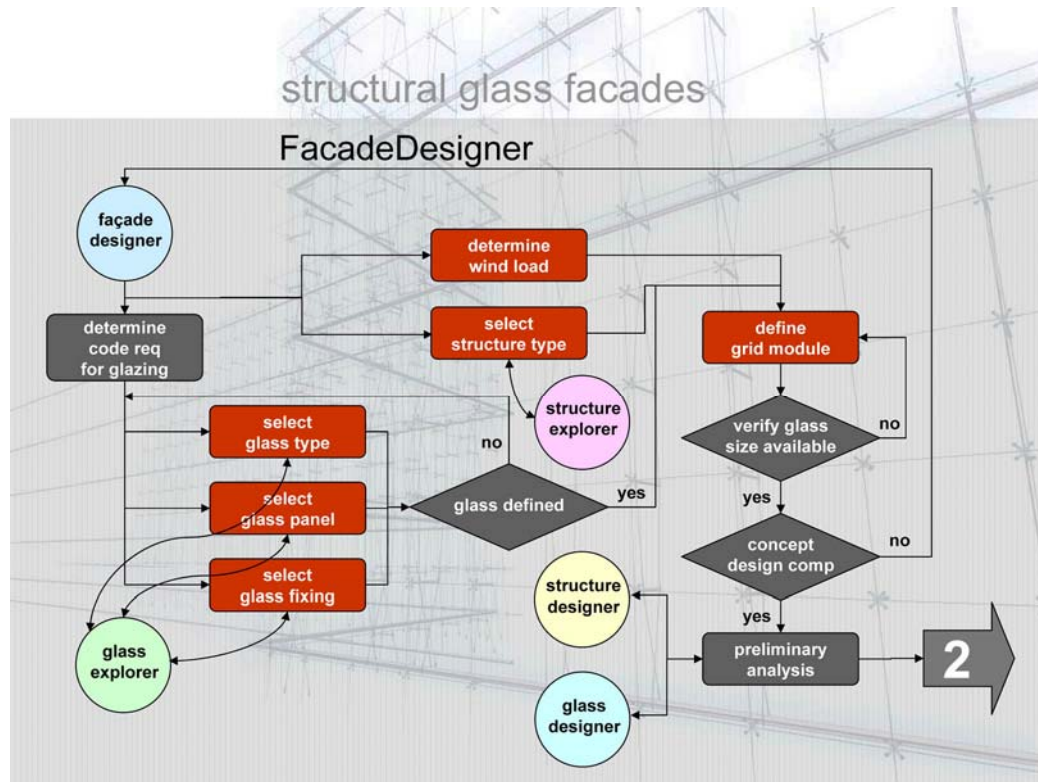 structural glass facades
FacadeDesigner
façade
designer
determine
wind load
determine
code req
for glazing
select
structure type
define
grid module
select
glass type
structure
explorer
no
verify glass
size available
no
select
glass panel
glass defined
yes
yes
select
glass fixing
concept
design comp
no
structure
designer
yes
glass
explorer
preliminary
analysis
2
glass
designer